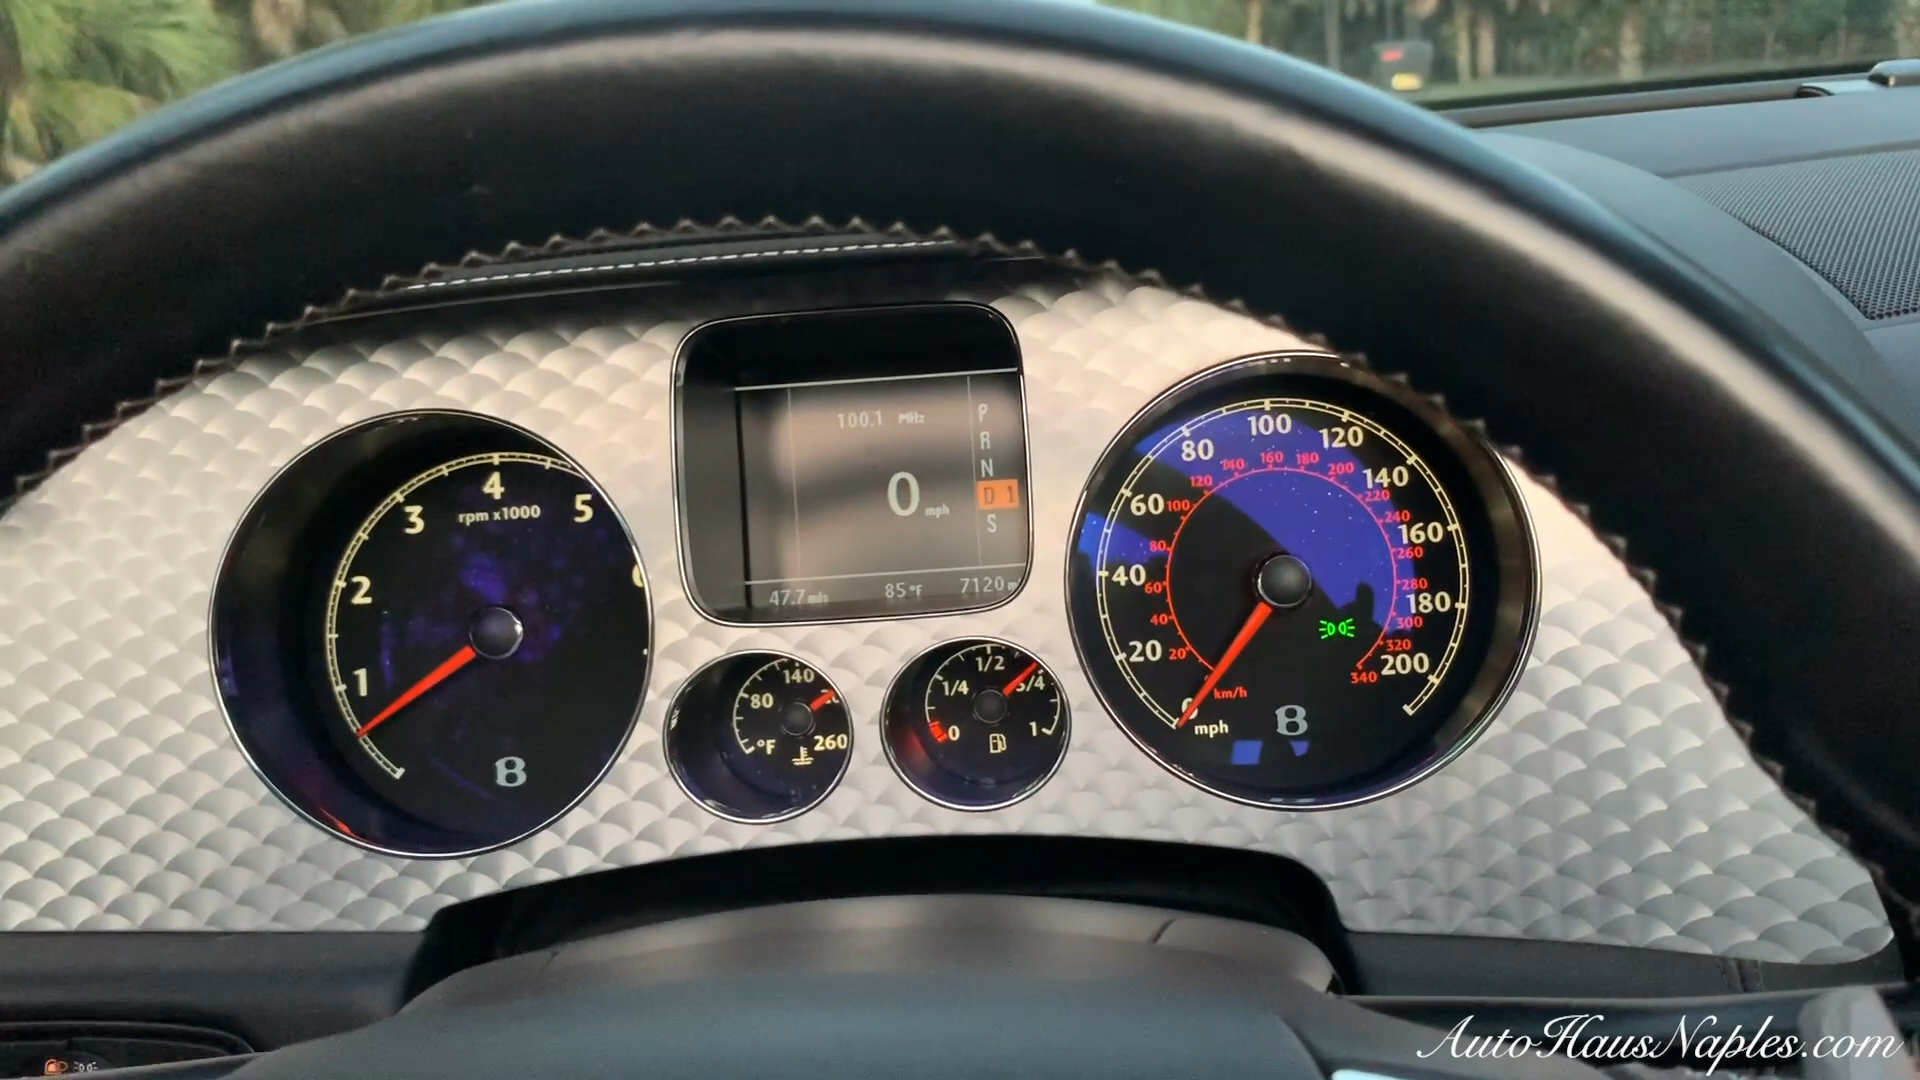 100.1 MHz
P
R
N
D 1
S
0 mph
47.7 mls
85°F
7120
4
3
5
rpm x1000
2
1
B
140
80
°F
260
1/2
1/4
3/4
0
1
100
80
120
60
140
160
40
180
20
200
0
mph
140
160
180
120
200
100
220
80
240
260
60
280
40
300
20
320
340
km/h
B
AutoHausNaples.com